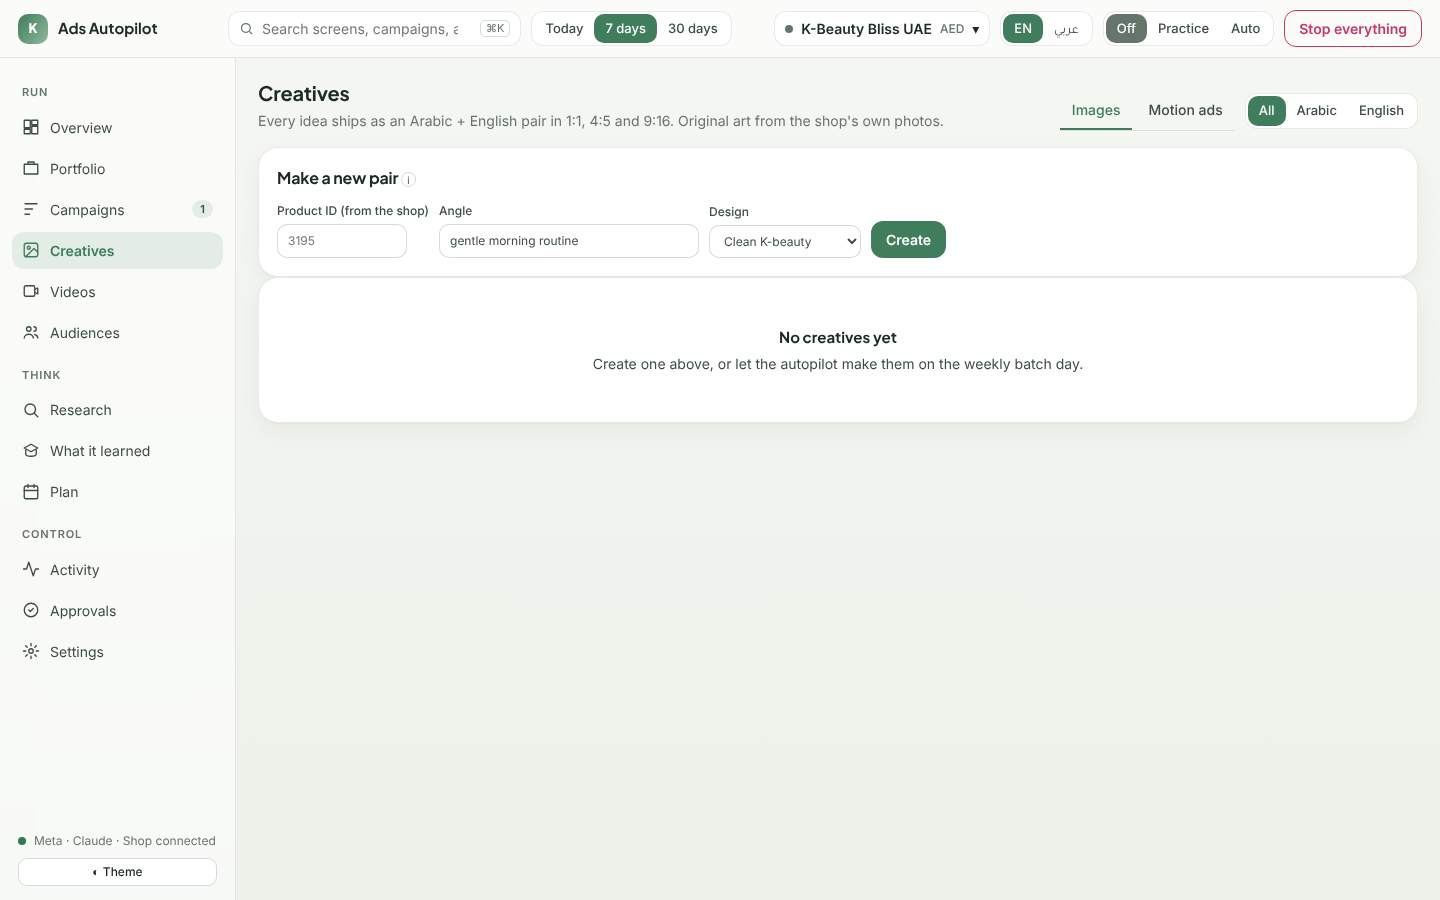 K Ads Autopilot
Search screens, campaigns, ⌘K
Today 7 days 30 days
K-Beauty Bliss UAE AED ▾
EN عربي
Off Practice Auto
Stop everything
RUN
Overview
Portfolio
Campaigns 1
Creatives
Videos
Audiences
THINK
Research
What it learned
Plan
CONTROL
Activity
Approvals
Settings
Meta · Claude · Shop connected
Theme
Creatives
Every idea ships as an Arabic + English pair in 1:1, 4:5 and 9:16. Original art from the shop's own photos.
Images Motion ads
All Arabic English
Make a new pair i
Product ID (from the shop) Angle Design
3195 gentle morning routine Clean K-beauty Create
No creatives yet
Create one above, or let the autopilot make them on the weekly batch day.